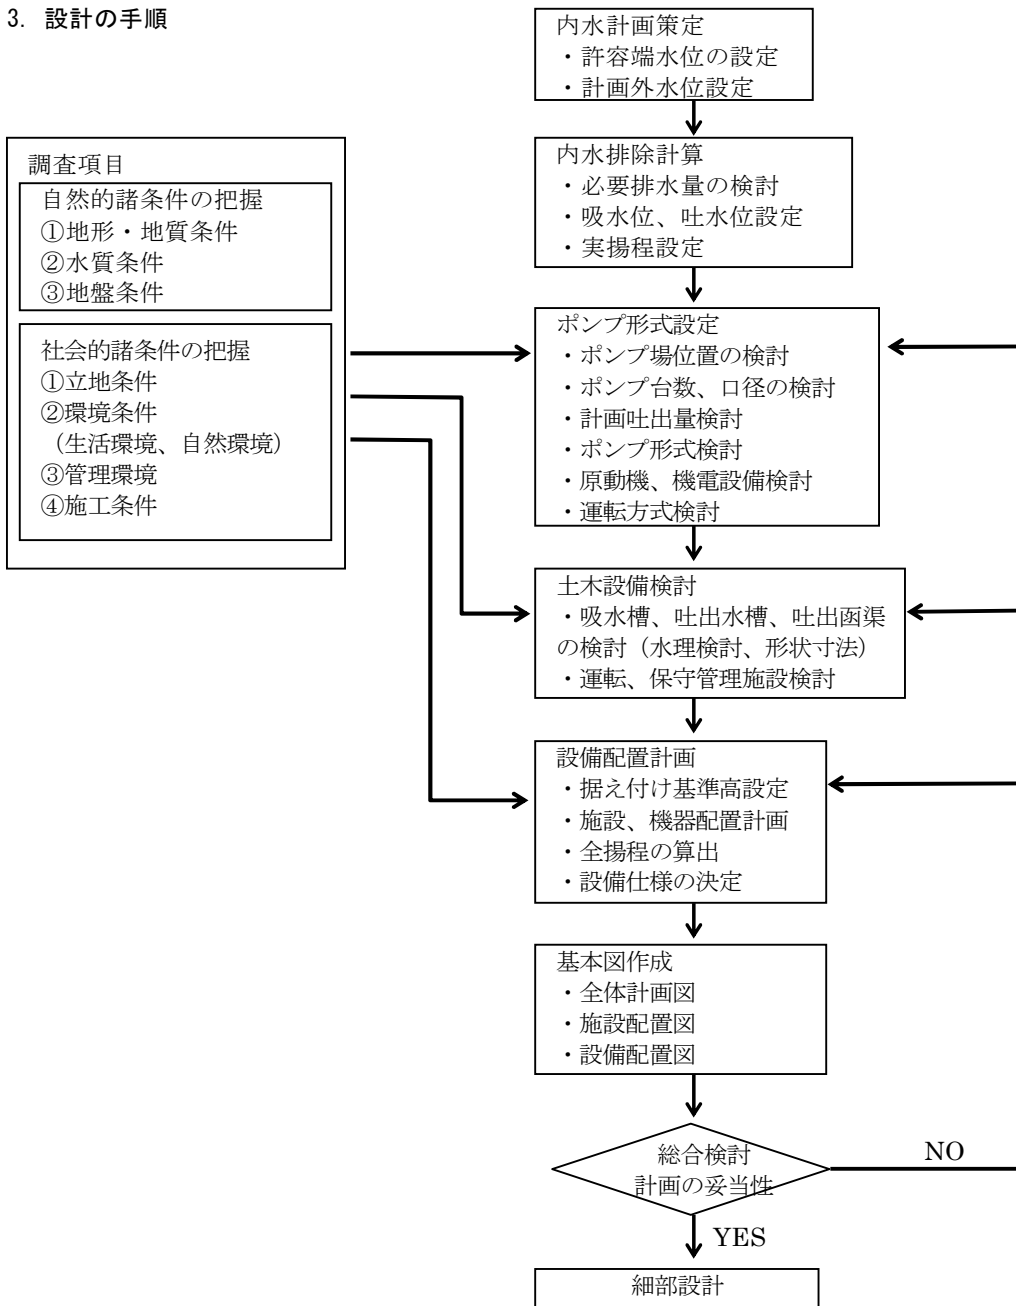 3. 設計の手順
内水計画策定
・許容端水位の設定
・計画外水位設定
内水排除計算
・必要排水量の検討
・吸水位、吐水位設定
・実揚程設定
調査項目
自然的諸条件の把握
①地形・地質条件
②水質条件
③地盤条件
社会的諸条件の把握
①立地条件
②環境条件
(生活環境、自然環境)
③管理環境
④施工条件
ポンプ形式設定
・ポンプ場位置の検討
・ポンプ台数、口径の検討
・計画吐出量検討
・ポンプ形式検討
・原動機、機電設備検討
・運転方式検討
土木設備検討
・吸水槽、吐出水槽、吐出函渠
の検討（水理検討、形状寸法）
・運転、保守管理施設検討
設備配置計画
・据え付け基準高設定
・施設、機器配置計画
・全揚程の算出
・設備仕様の決定
基本図作成
・全体計画図
・施設配置図
・設備配置図
総合検討
計画の妥当性
NO
YES
細部設計